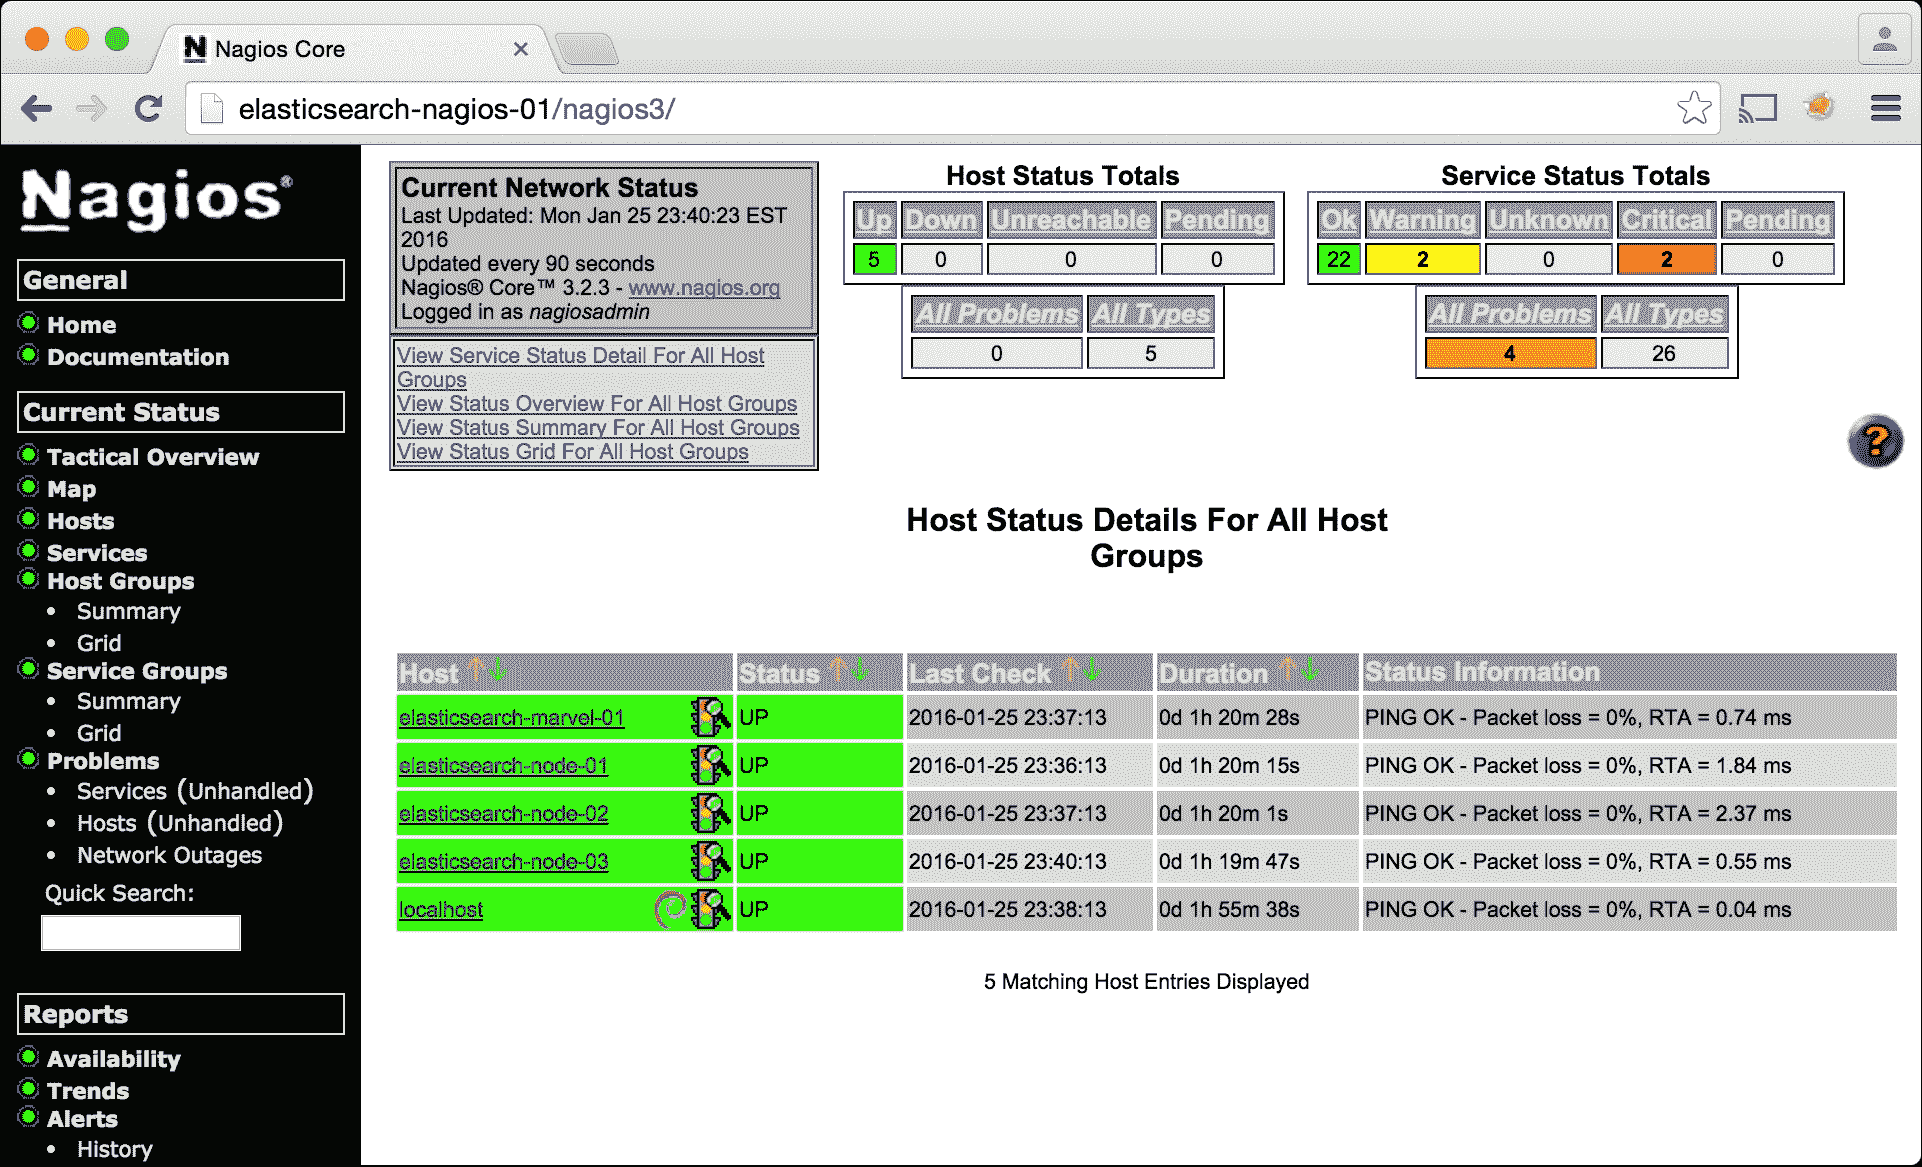 Nagios Core
elasticsearch-nagios-01/nagios3/
Nagios®
General
Home
Documentation
Current Status
Tactical Overview
Map
Hosts
Services
Host Groups
• Summary
• Grid
Service Groups
• Summary
• Grid
Problems
• Services (Unhandled)
• Hosts (Unhandled)
• Network Outages
Quick Search:
Reports
Availability
Trends
Alerts
• History
Current Network Status
Last Updated: Mon Jan 25 23:40:23 EST
2016
Updated every 90 seconds
Nagios® Core™ 3.2.3 - www.nagios.org
Logged in as nagiosadmin
View Service Status Detail For All Host
Groups
View Status Overview For All Host Groups
View Status Summary For All Host Groups
View Status Grid For All Host Groups
Host Status Totals
Up Down Unreachable Pending
5 0 0 0
All Problems All Types
0 5
Service Status Totals
Ok Warning Unknown Critical Pending
22 2 0 2 0
All Problems All Types
4 26
?
Host Status Details For All Host
Groups
Host Status Last Check Duration Status Information
elasticsearch-marvel-01 UP 2016-01-25 23:37:13 0d 1h 20m 28s PING OK - Packet loss = 0%, RTA = 0.74 ms
elasticsearch-node-01 UP 2016-01-25 23:36:13 0d 1h 20m 15s PING OK - Packet loss = 0%, RTA = 1.84 ms
elasticsearch-node-02 UP 2016-01-25 23:37:13 0d 1h 20m 1s PING OK - Packet loss = 0%, RTA = 2.37 ms
elasticsearch-node-03 UP 2016-01-25 23:40:13 0d 1h 19m 47s PING OK - Packet loss = 0%, RTA = 0.55 ms
localhost UP 2016-01-25 23:38:13 0d 1h 55m 38s PING OK - Packet loss = 0%, RTA = 0.04 ms
5 Matching Host Entries Displayed